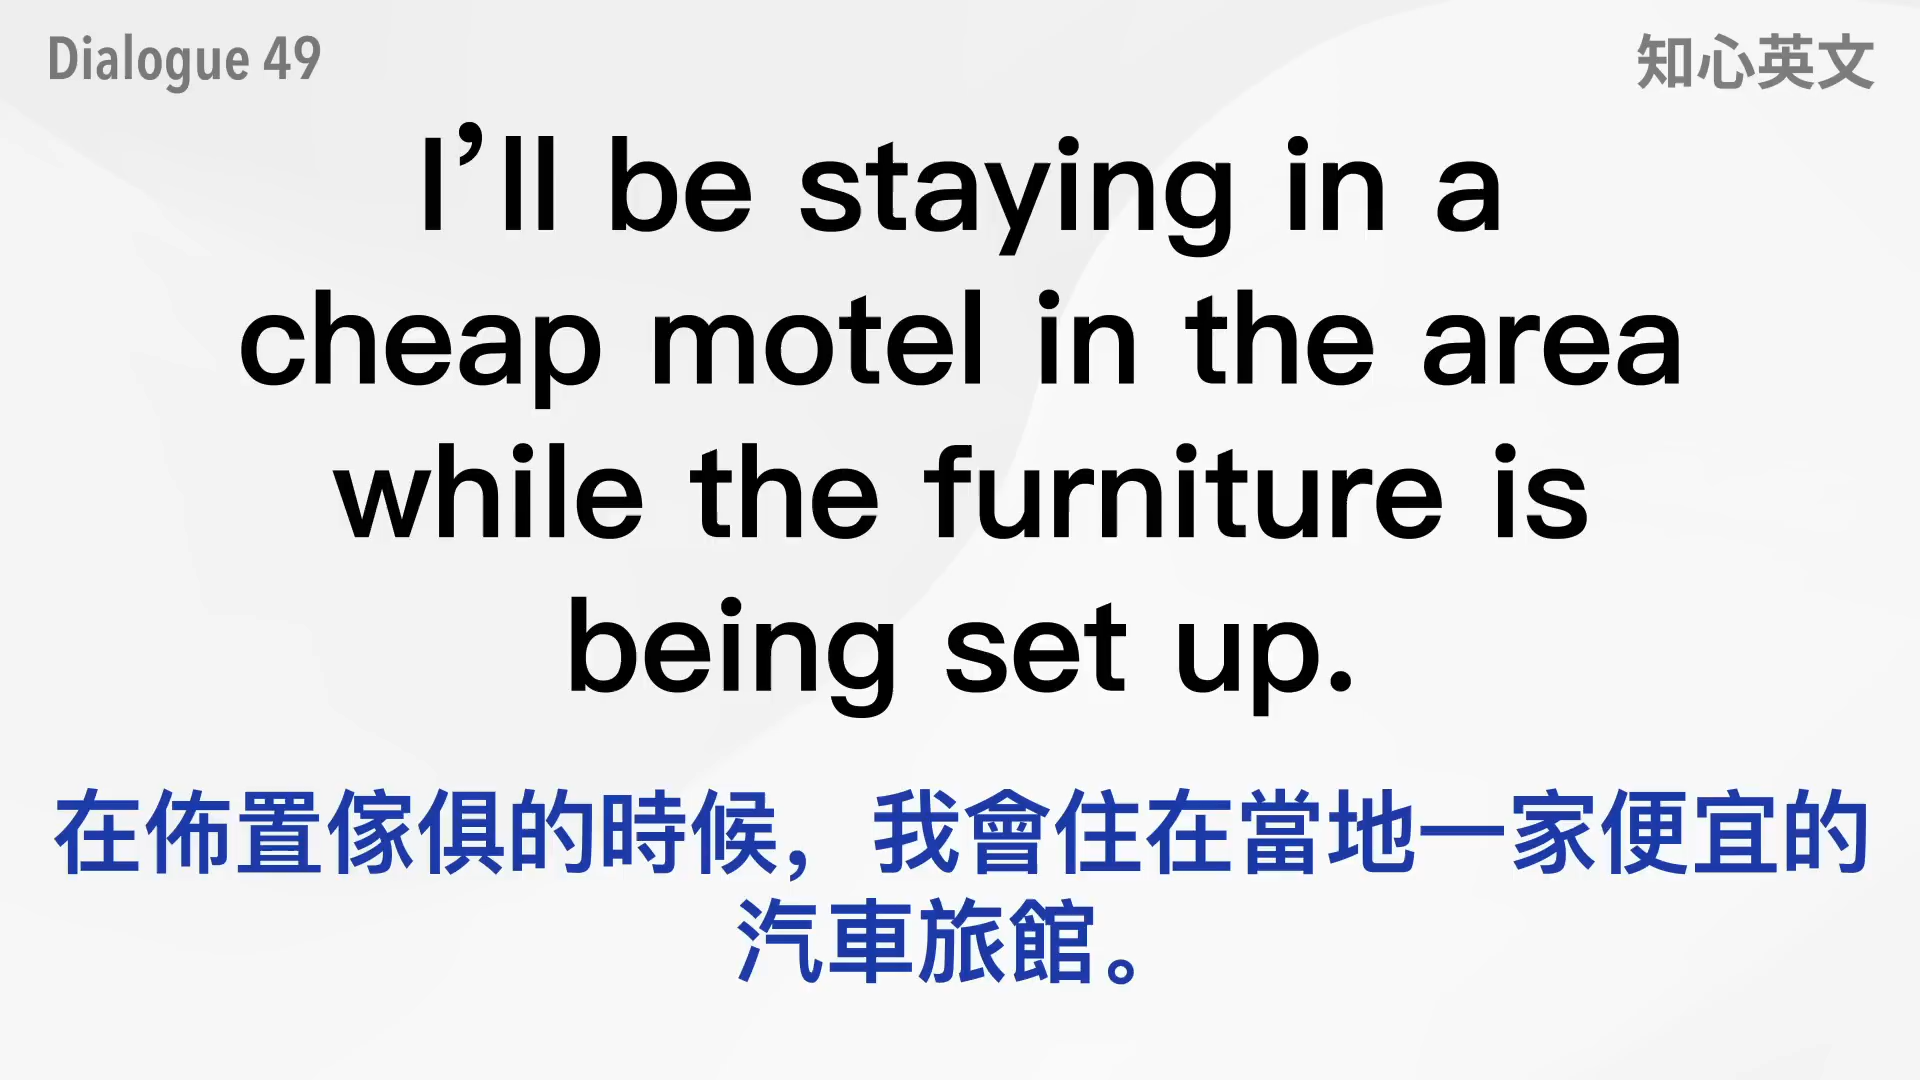 Dialogue 49
知心英文
I’ll be staying in a
cheap motel in the area
while the furniture is
being set up.
在佈置傢俱的時候，我會住在當地一家便宜的
汽車旅館。